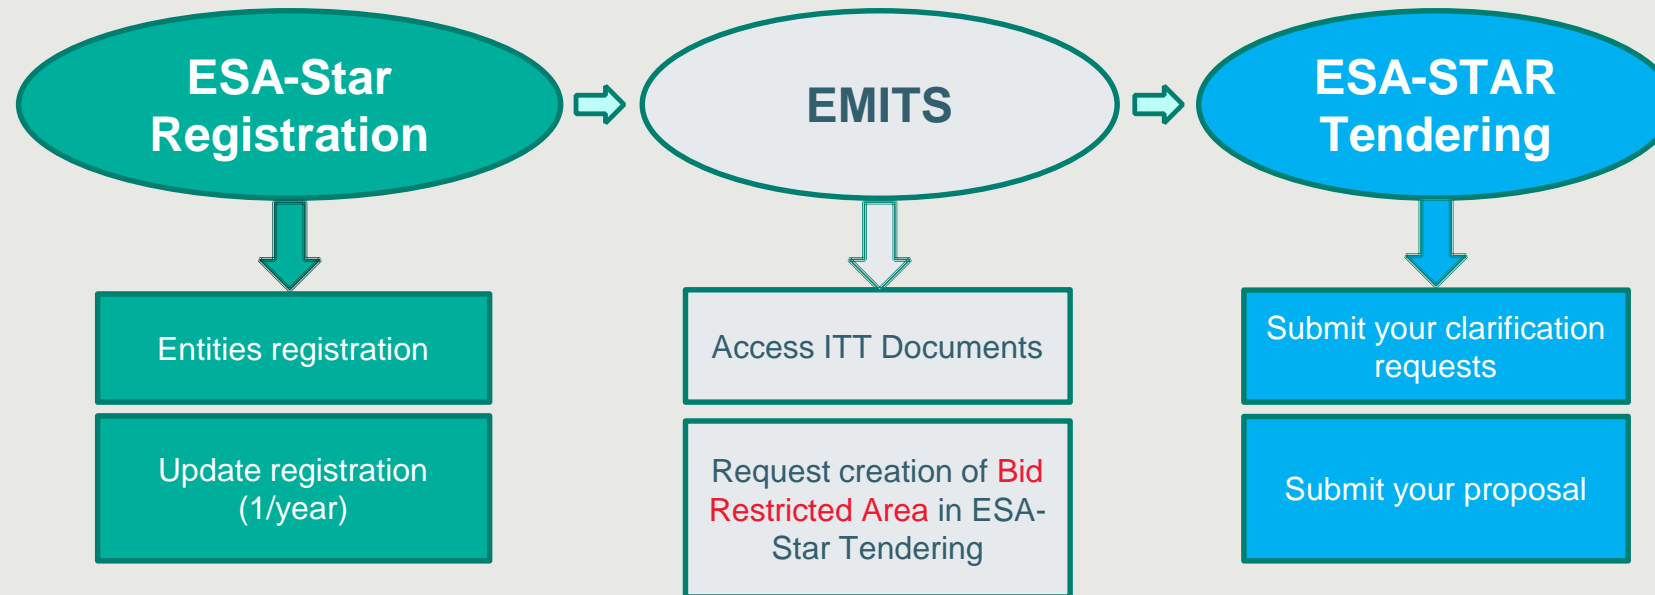 ESA-Star
Registration
EMITS
ESA-STAR
Tendering
Entities registration
Update registration
(1/year)
Access ITT Documents
Request creation of Bid
Restricted Area in ESA-
Star Tendering
Submit your clarification
requests
Submit your proposal